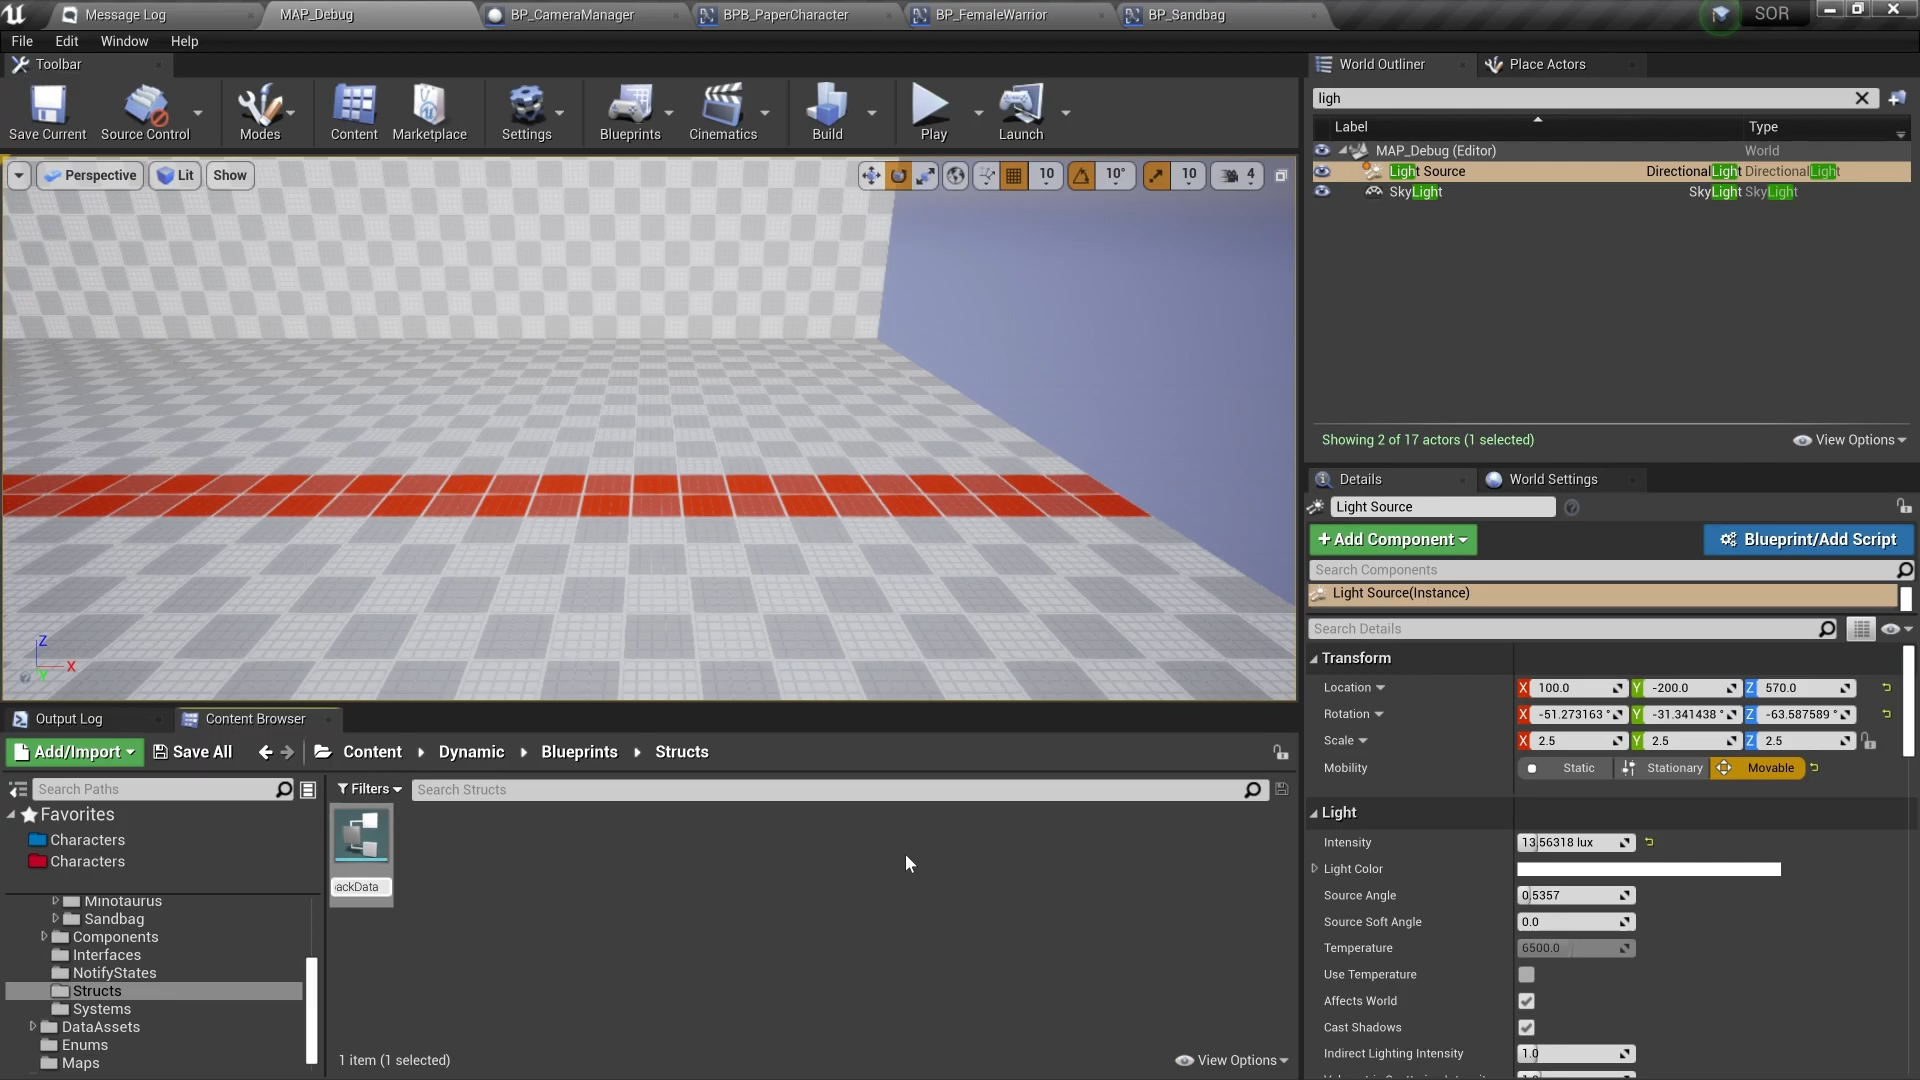 Message Log
MAP_Debug
BP_CameraManager
BPB_PaperCharacter
BP_FemaleWarrior
BP_Sandbag
SOR
File Edit Window Help
Toolbar
Save Current
Source Control
Modes
Content
Marketplace
Settings
Blueprints
Cinematics
Build
Play
Launch
Perspective
Lit
Show
10
10°
10
4
Z
X
Y
World Outliner
Place Actors
ligh
Label
Type
MAP_Debug (Editor)
World
Light Source
DirectionalLight DirectionalLight
SkyLight
SkyLight SkyLight
Showing 2 of 17 actors (1 selected)
View Options
Details
World Settings
Light Source
+ Add Component
Blueprint/Add Script
Search Components
Light Source(Instance)
Search Details
Transform
Location
X 100.0 Y -200.0 Z 570.0
Rotation
X -51.273163 ° Y -31.341438 ° Z -63.587589 °
Scale
X 2.5 Y 2.5 Z 2.5
Mobility
Static
Stationary
Movable
Light
Intensity
13.56318 lux
Light Color
Source Angle
0.5357
Source Soft Angle
0.0
Temperature
6500.0
Use Temperature
Affects World
Cast Shadows
Indirect Lighting Intensity
1.0
Output Log
Content Browser
Add/Import
Save All
Content
Dynamic
Blueprints
Structs
Search Paths
Filters
Search Structs
Favorites
Characters
Characters
Minotaurus
Sandbag
Components
Interfaces
NotifyStates
Structs
Systems
DataAssets
Enums
Maps
ackData
1 item (1 selected)
View Options